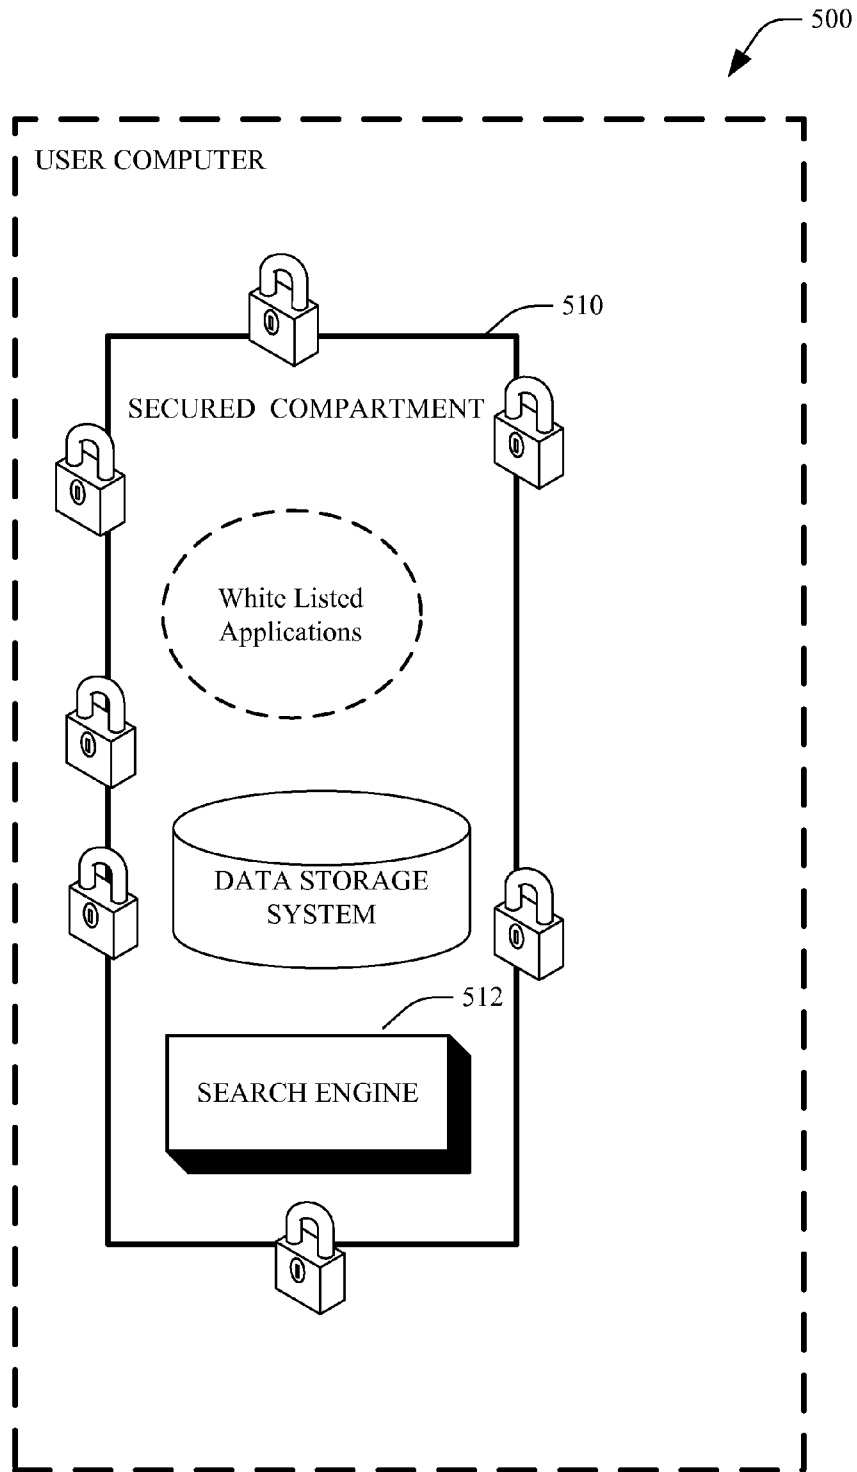 500
USER COMPUTER
510
SECURED COMPARTMENT
White Listed
Applications
DATA STORAGE
SYSTEM
512
SEARCH ENGINE